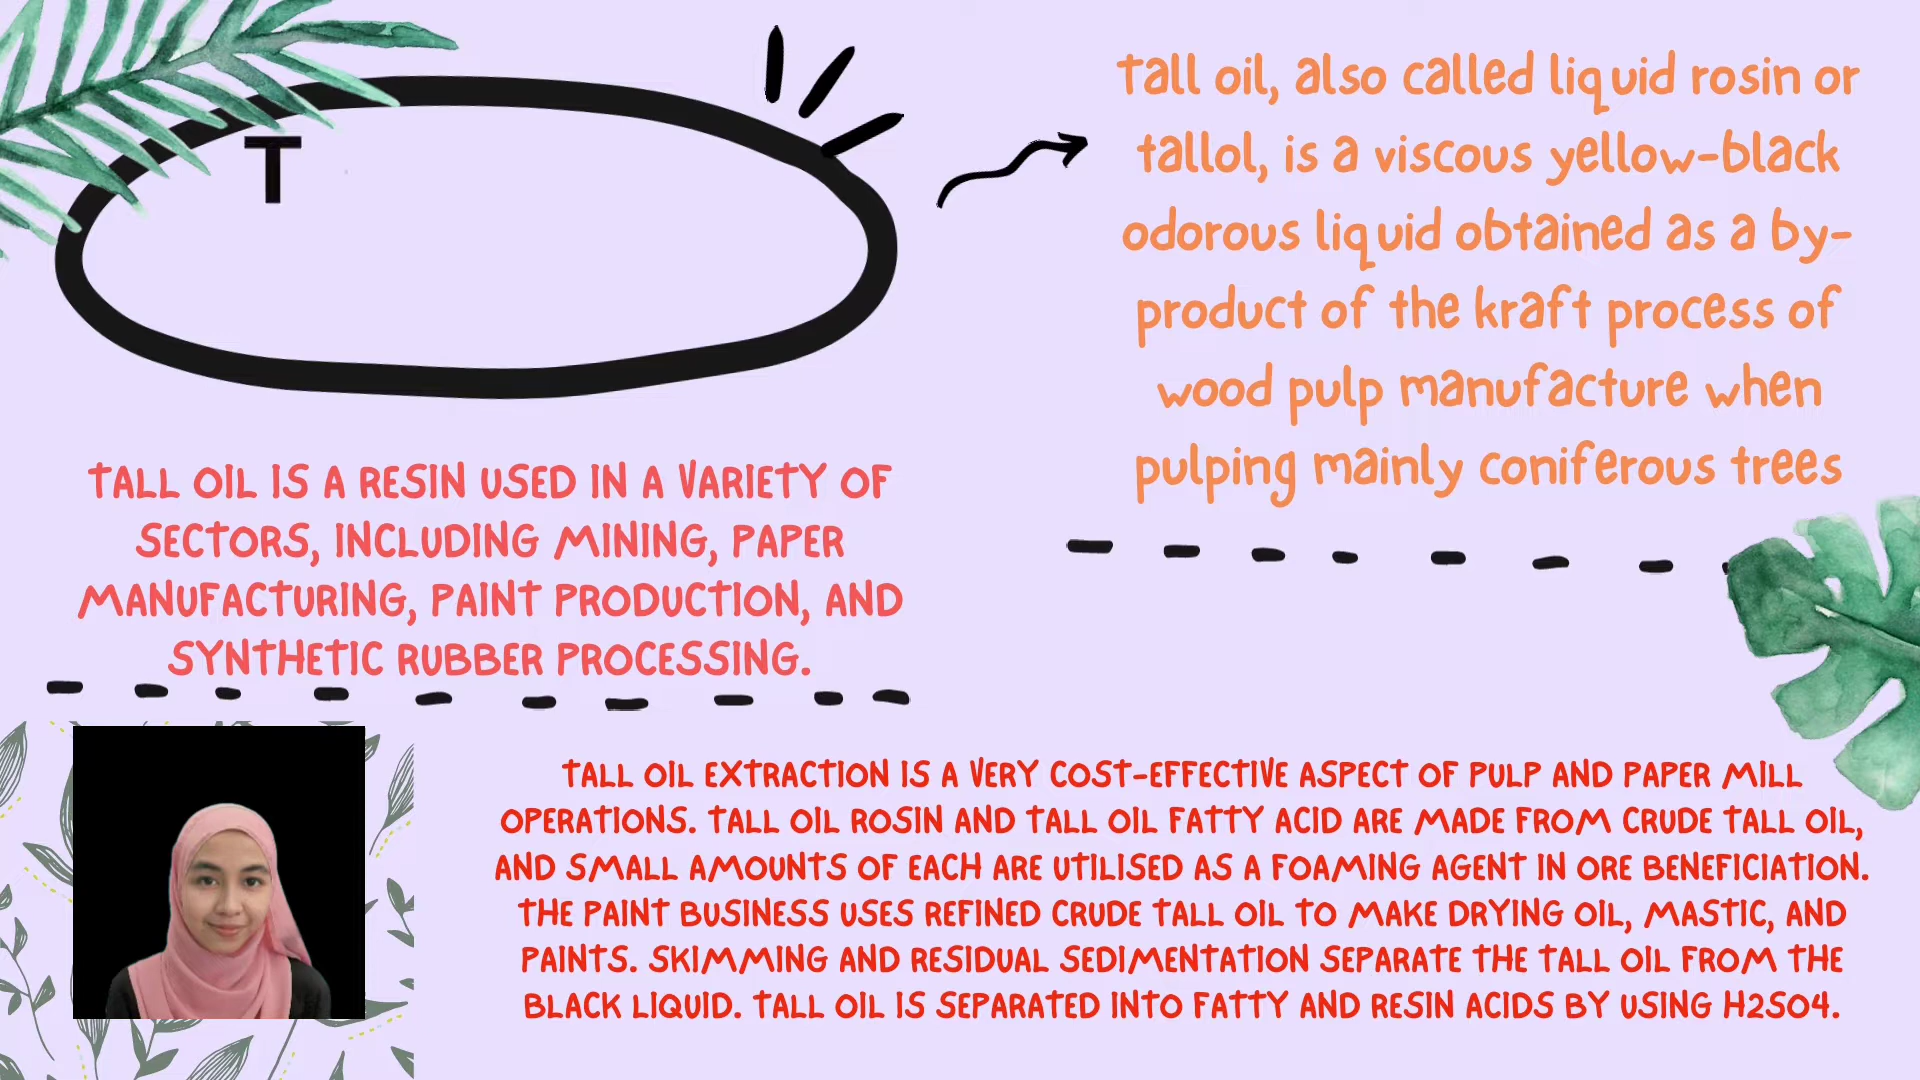 T
tall oil, also called liquid rosin or
tallol, is a viscous yellow-black
odorous liquid obtained as a by-
product of the kraft process of
wood pulp manufacture when
pulping mainly coniferous trees
TALL OIL IS A RESIN USED IN A VARIETY OF
SECTORS, INCLUDING MINING, PAPER
MANUFACTURING, PAINT PRODUCTION, AND
SYNTHETIC RUBBER PROCESSING.
TALL OIL EXTRACTION IS A VERY COST-EFFECTIVE ASPECT OF PULP AND PAPER MILL
OPERATIONS. TALL OIL ROSIN AND TALL OIL FATTY ACID ARE MADE FROM CRUDE TALL OIL,
AND SMALL AMOUNTS OF EACH ARE UTILISED AS A FOAMING AGENT IN ORE BENEFICIATION.
THE PAINT BUSINESS USES REFINED CRUDE TALL OIL TO MAKE DRYING OIL, MASTIC, AND
PAINTS. SKIMMING AND RESIDUAL SEDIMENTATION SEPARATE THE TALL OIL FROM THE
BLACK LIQUID. TALL OIL IS SEPARATED INTO FATTY AND RESIN ACIDS BY USING H2SO4.